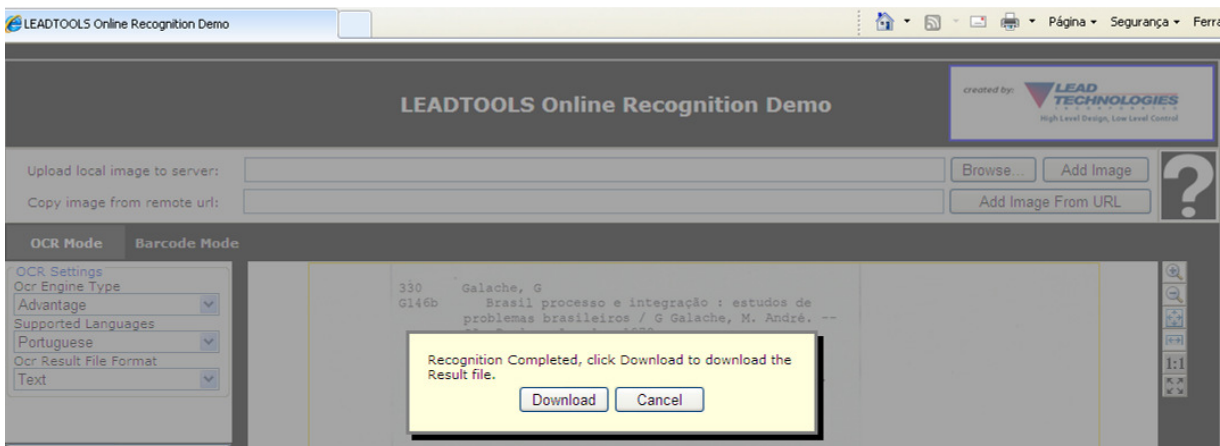 LEADTOOLS Online Recognition Demo
Página
Segurança
Ferra
LEADTOOLS Online Recognition Demo
created by:
LEAD
TECHNOLOGIES
INCORPORATED
High Level Design, Low Level Control
Upload local image to server:
Browse...
Add Image
Copy image from remote url:
Add Image From URL
?
OCR Mode
Barcode Mode
OCR Settings
Ocr Engine Type
Advantage
Supported Languages
Portuguese
Ocr Result File Format
Text
330 Galache, G
G146b Brasil processo e integração : estudos de
problemas brasileiros / G Galache, M. André. --
1:1
Recognition Completed, click Download to download the
Result file.
Download
Cancel